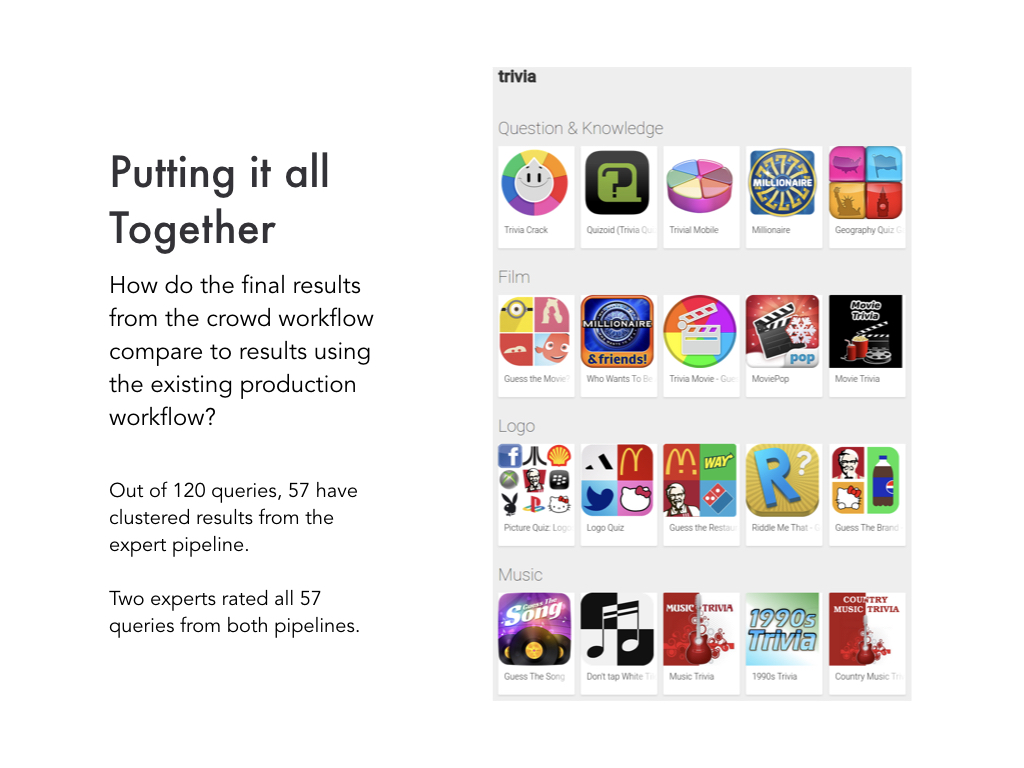 Putting it all
Together
How do the final results
from the crowd workflow
compare to results using
the existing production
workflow?
Out of 120 queries, 57 have
clustered results from the
expert pipeline.
Two experts rated all 57
queries from both pipelines.
trivia
Question & Knowledge
MILLIONAIRE
Trivia Crack
Quizoid (Trivia Qu
Trivial Mobile
Millionaire
Geography Quiz G
Film
MILLIONAIRE
& friends!
pop
Movie
Trivia
Guess the Movie?
Who Wants To Be
Trivia Movie - Gue
MoviePop
Movie Trivia
Logo
WAY
KFC
R?
Picture Quiz: Logo
Logo Quiz
Guess the Restau
Riddle Me That - G
Guess The Brand -
Music
Guess The
Song
MUSIC TRIVIA
1990s
Trivia
COUNTRY
MUSIC TRIVIA
Guess The Song
Don't tap White Ti
Music Trivia
1990s Trivia
Country Music Tri